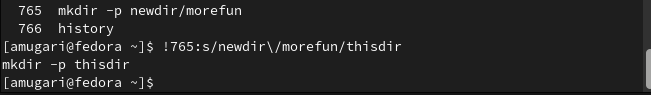 765 mkdir -p newdir/morefun
766 history
[amugari@fedora ~]$ !765:s/newdir\/morefun/thisdir
mkdir -p thisdir
[amugari@fedora ~]$